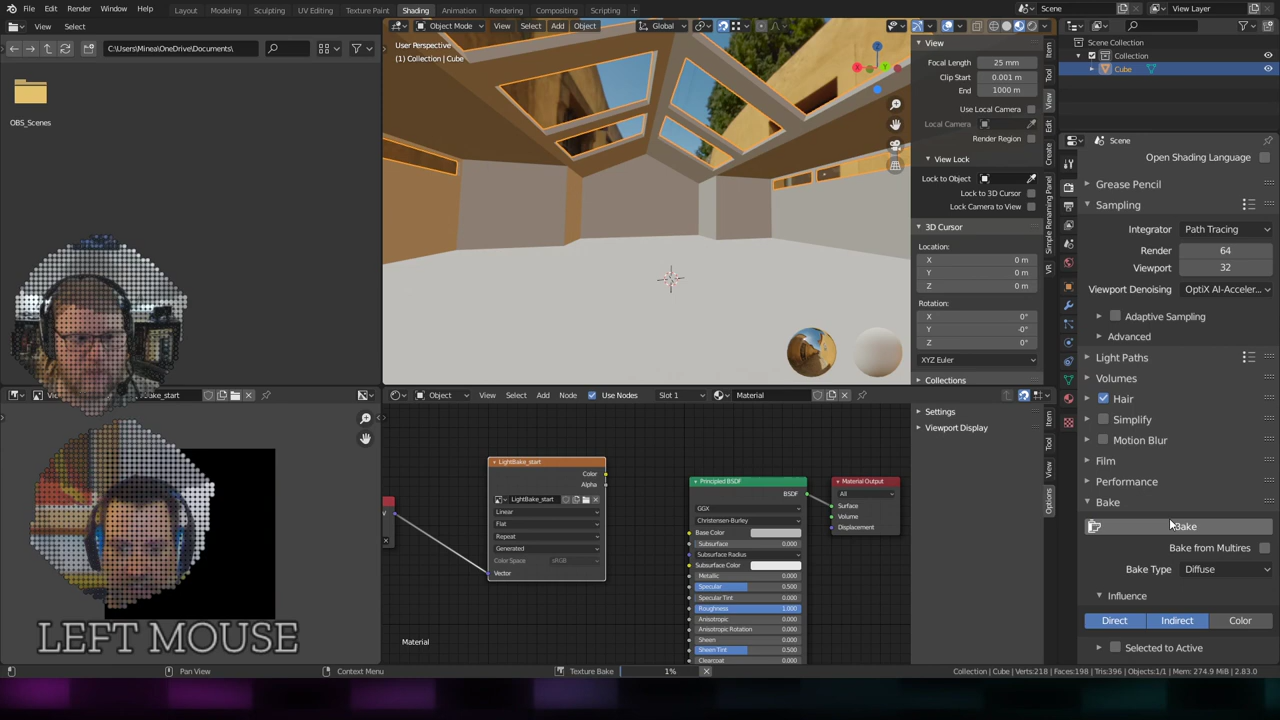 File Edit Render Window Help
Layout Modeling Sculpting UV Editing Texture Paint Shading Animation Rendering Compositing Scripting
Scene
View Layer
C:\Users\Minea\OneDrive\Documents\
OBS_Scenes
Object Mode View Select Add Object
Global
User Perspective
(1) Collection | Cube
View
Focal Length 25 mm
Clip Start 0.001 m
End 1000 m
Use Local Camera
Local Camera
Render Region
View Lock
Lock to Object
Lock to 3D Cursor
Lock Camera to View
3D Cursor
Location:
X 0 m
Y 0 m
Z 0 m
Rotation:
X 0°
Y -0°
Z 0°
XYZ Euler
Collections
Item
Tool
View
Edit
Create
Simple Renaming Panel
VR
Scene Collection
Collection
Cube
Scene
Open Shading Language
Grease Pencil
Sampling
Integrator Path Tracing
Render 64
Viewport 32
Viewport Denoising OptiX AI-Acceler...
Adaptive Sampling
Advanced
Light Paths
Volumes
Hair
Simplify
Motion Blur
Film
Performance
Bake
Bake
Bake from Multires
Bake Type Diffuse
Influence
Direct Indirect Color
Selected to Active
Object View Select Add Node Use Nodes Slot 1 Material
LightBake_start
Color
Alpha
LightBake_start
Linear
Flat
Repeat
Generated
Color Space sRGB
Vector
Principled BSDF
BSDF
GGX
Christensen-Burley
Base Color
Subsurface 0.000
Subsurface Radius
Subsurface Color
Metallic 0.000
Specular 0.500
Specular Tint 0.000
Roughness 1.000
Anisotropic 0.000
Anisotropic Rotation 0.000
Sheen 0.000
Sheen Tint 0.500
Clearcoat 0.000
Material Output
All
Surface
Volume
Displacement
Material
Settings
Viewport Display
Item
Tool
View
Options
LEFT MOUSE
Pan View
Context Menu
Texture Bake 1%
Collection | Cube | Verts:218 | Faces:198 | Tris:396 | Objects:1/1 | Mem: 274.9 MiB | 2.83.0